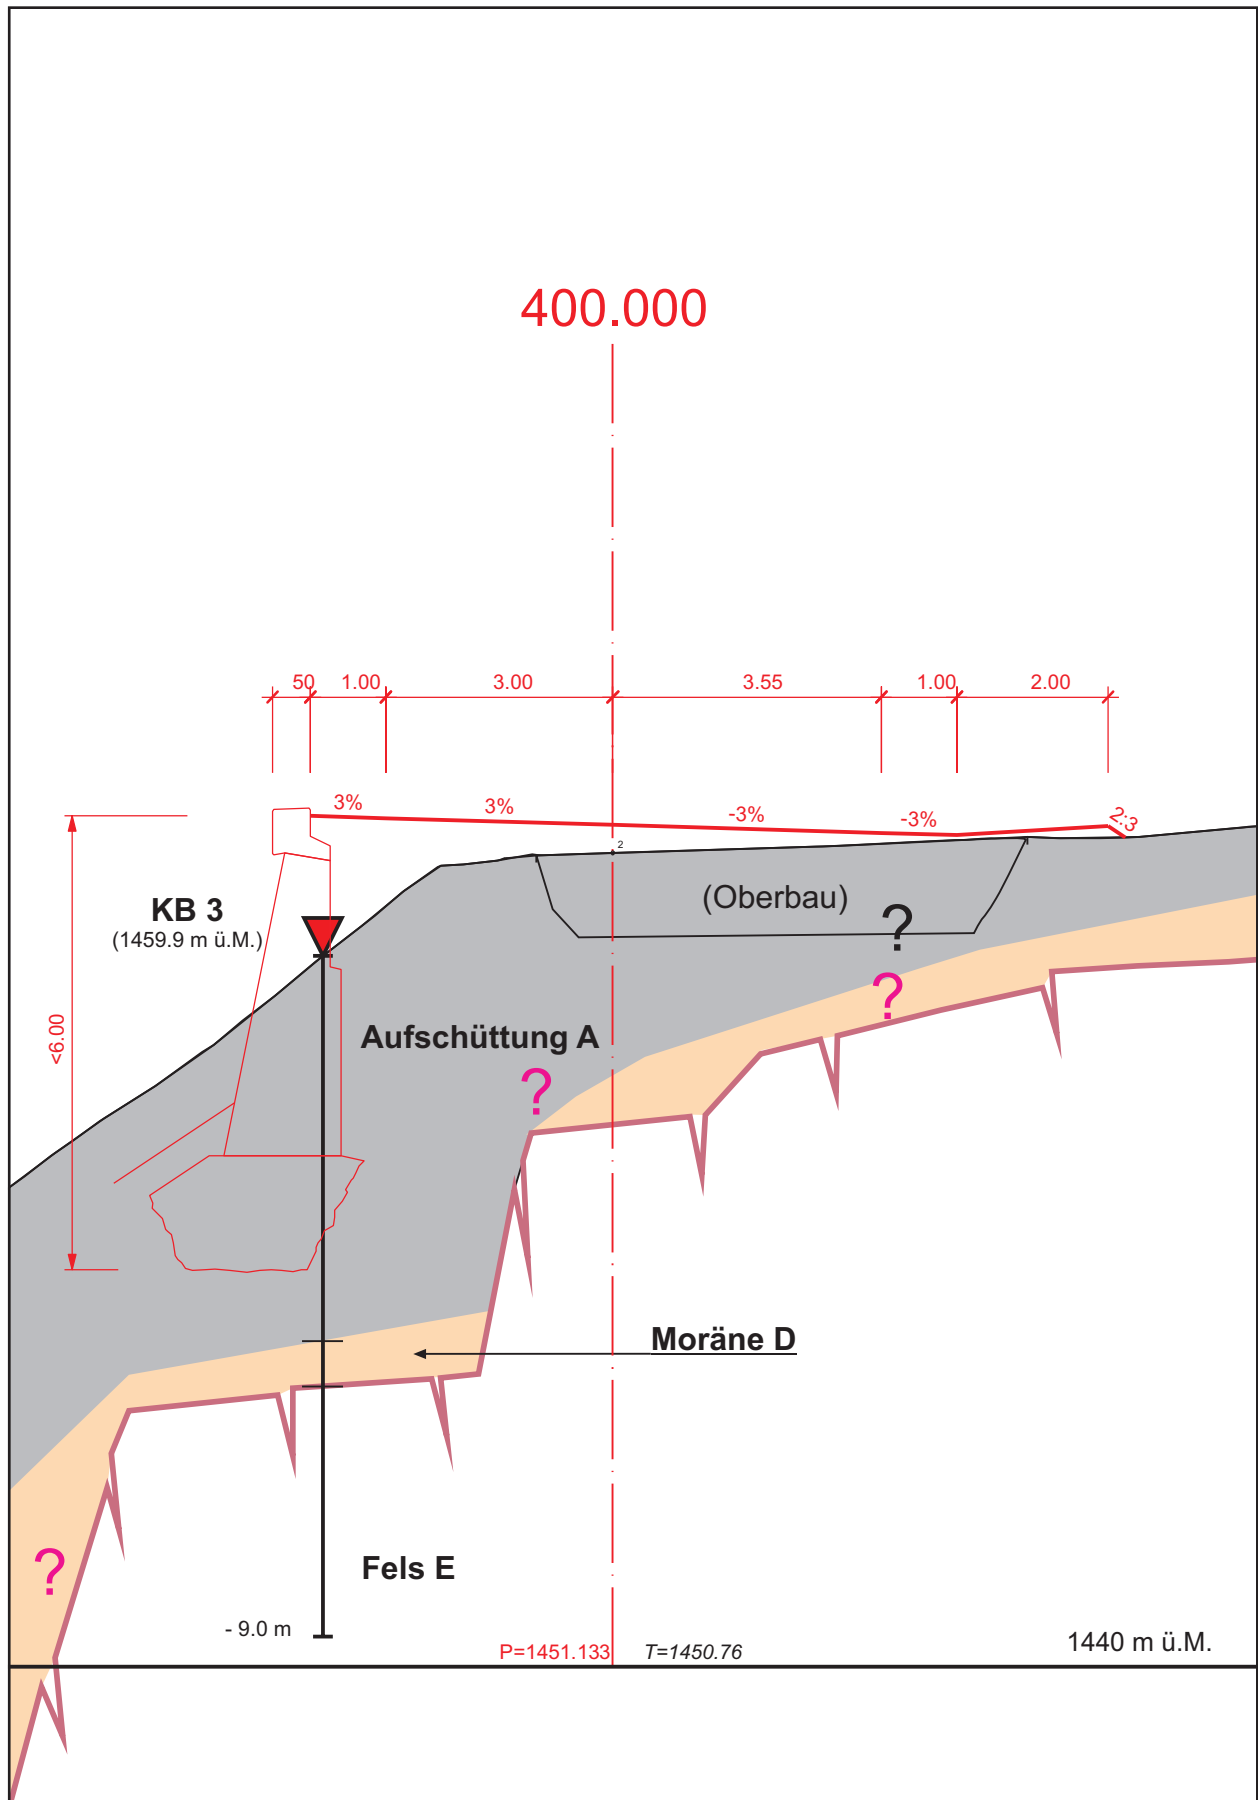 400.000
50 1.00 3.00 3.55 1.00 2.00
3% 3% -3% -3% 2:3
2
KB 3
(1459.9 m ü.M.)
(Oberbau)
?
?
<6.00
Aufschüttung A
?
Moräne D
?
Fels E
- 9.0 m
P=1451.133 T=1450.76
1440 m ü.M.